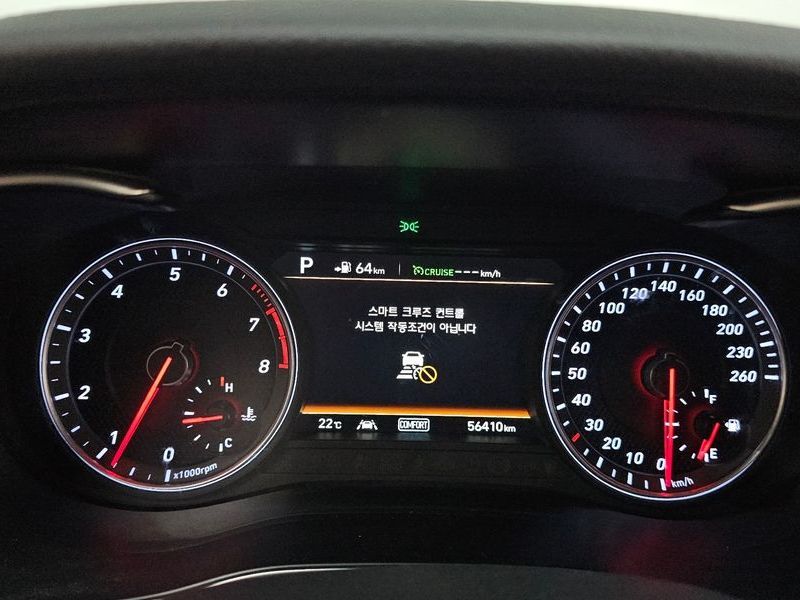 P 64km CRUISE---km/h
스마트 크루즈 컨트롤
시스템 작동조건이 아닙니다
22℃ COMFORT 56410km
0 1 2 3 4 5 6 7 8
x1000rpm
H
C
0 10 20 30 40 50 60 80 100 120 140 160 180 200 230 260
km/h
F
E